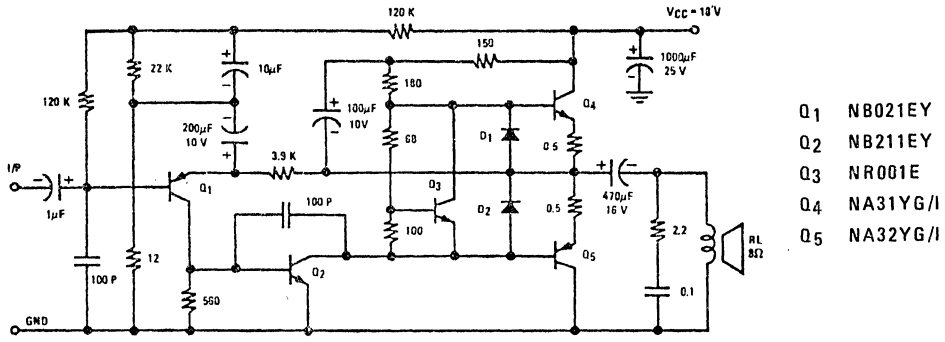 120 K
VCC = 18 V
150
22 K
10µF
180
1000µF
25 V
120 K
100µF
10V
Q4
200µF
10 V
68
D1
0.5
I/P
3.9 K
Q1
Q3
470µF
16 V
1µF
100 P
D2
0.5
100
2.2
RL
8Ω
100 P
12
Q2
Q5
560
0.1
GND
Q1 NB021EY
Q2 NB211EY
Q3 NR001E
Q4 NA31YG/I
Q5 NA32YG/I